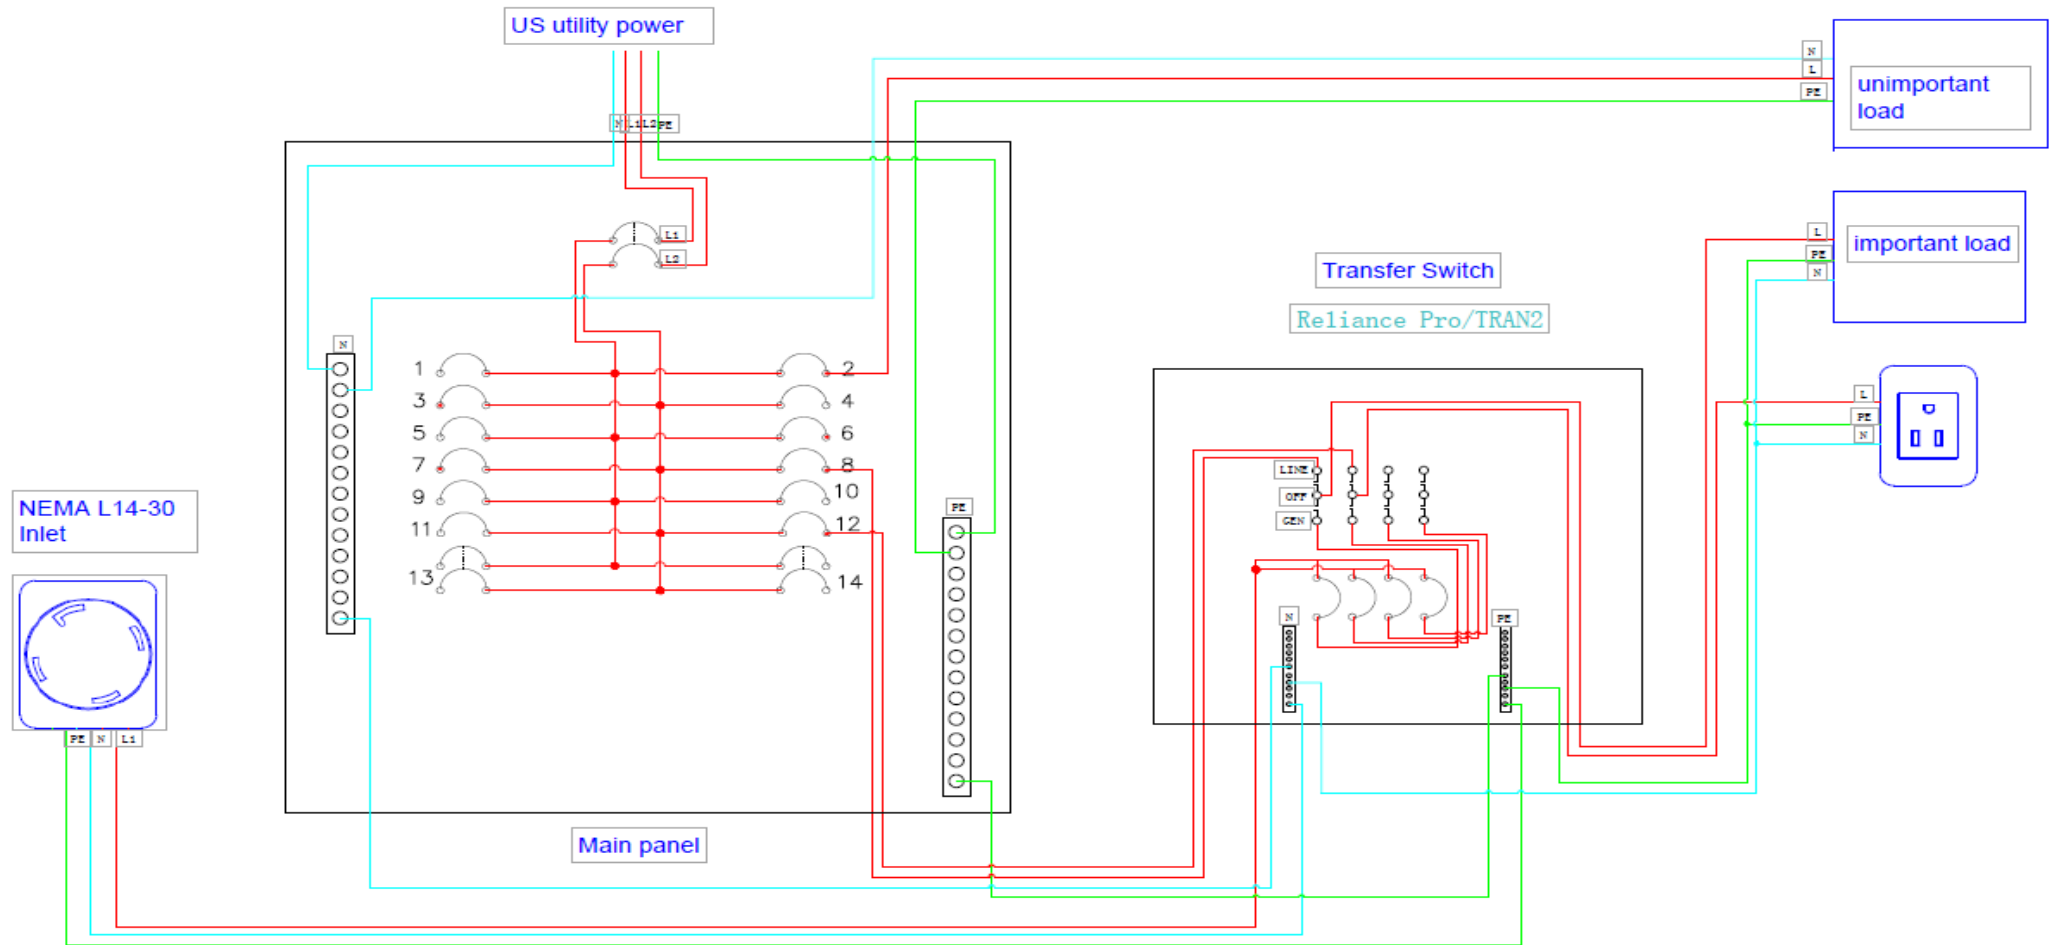 US utility power
N
L1
L2
PE
N
L
PE
unimportant
load
L1
L2
L
PE
N
important load
Transfer Switch
Reliance Pro/TRAN2
N
1
2
3
4
5
6
7
8
9
10
11
12
13
14
L
PE
N
LINE
OFF
GEN
NEMA L14-30
Inlet
PE
N
PE
PE
N
L1
Main panel